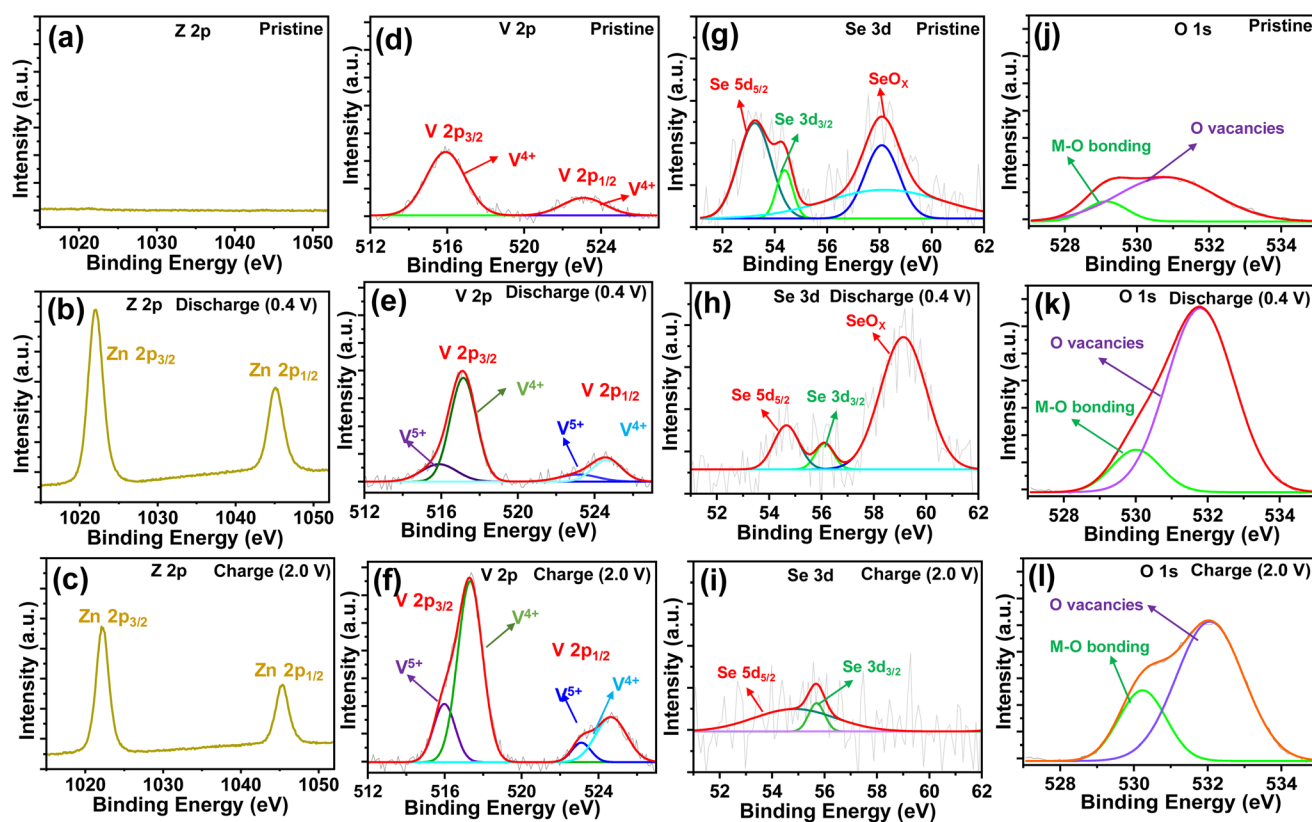 (a)
Z 2p
Pristine
Intensity (a.u.)
1020 1030 1040 1050
Binding Energy (eV)
(d)
V 2p
Pristine
Intensity (a.u.)
V 2p3/2
V4+
V 2p1/2
V4+
512 516 520 524
Binding Energy (eV)
(g)
Se 3d
Pristine
Intensity (a.u.)
Se 5d5/2
Se 3d3/2
SeOX
52 54 56 58 60 62
Binding Energy (eV)
(j)
O 1s
Pristine
Intensity (a.u.)
M-O bonding
O vacancies
528 530 532 534
Binding Energy (eV)
(b)
Z 2p
Discharge (0.4 V)
Intensity (a.u.)
Zn 2p3/2
Zn 2p1/2
1020 1030 1040 1050
Binding Energy (eV)
(e)
V 2p
Discharge (0.4 V)
Intensity (a.u.)
V 2p3/2
V4+
V5+
V 2p1/2
V5+
V4+
512 516 520 524
Binding Energy (eV)
(h)
Se 3d
Discharge (0.4 V)
Intensity (a.u.)
SeOX
Se 5d5/2
Se 3d3/2
52 54 56 58 60 62
Binding Energy (eV)
(k)
O 1s
Discharge (0.4 V)
Intensity (a.u.)
O vacancies
M-O bonding
528 530 532 534
Binding Energy (eV)
(c)
Z 2p
Charge (2.0 V)
Intensity (a.u.)
Zn 2p3/2
Zn 2p1/2
1020 1030 1040 1050
Binding Energy (eV)
(f)
V 2p
Charge (2.0 V)
Intensity (a.u.)
V 2p3/2
V4+
V5+
V 2p1/2
V5+
V4+
512 516 520 524
Binding Energy (eV)
(i)
Se 3d
Charge (2.0 V)
Intensity (a.u.)
Se 5d5/2
Se 3d3/2
52 54 56 58 60 62
Binding Energy (eV)
(l)
O 1s
Charge (2.0 V)
Intensity (a.u.)
O vacancies
M-O bonding
528 530 532 534
Binding Energy (eV)